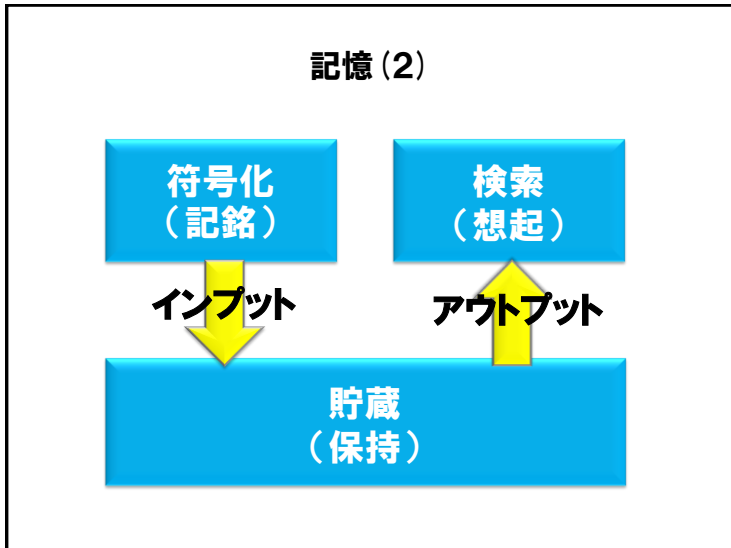 記憶(2)
符号化
（記銘）
検索
（想起）
インプット
アウトプット
貯蔵
（保持）